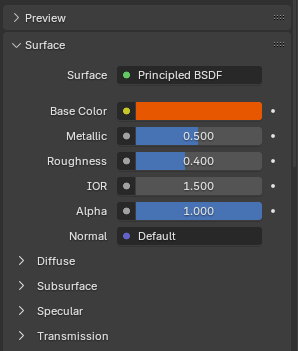 Preview
Surface
Surface Principled BSDF
Base Color
Metallic 0.500
Roughness 0.400
IOR 1.500
Alpha 1.000
Normal Default
Diffuse
Subsurface
Specular
Transmission